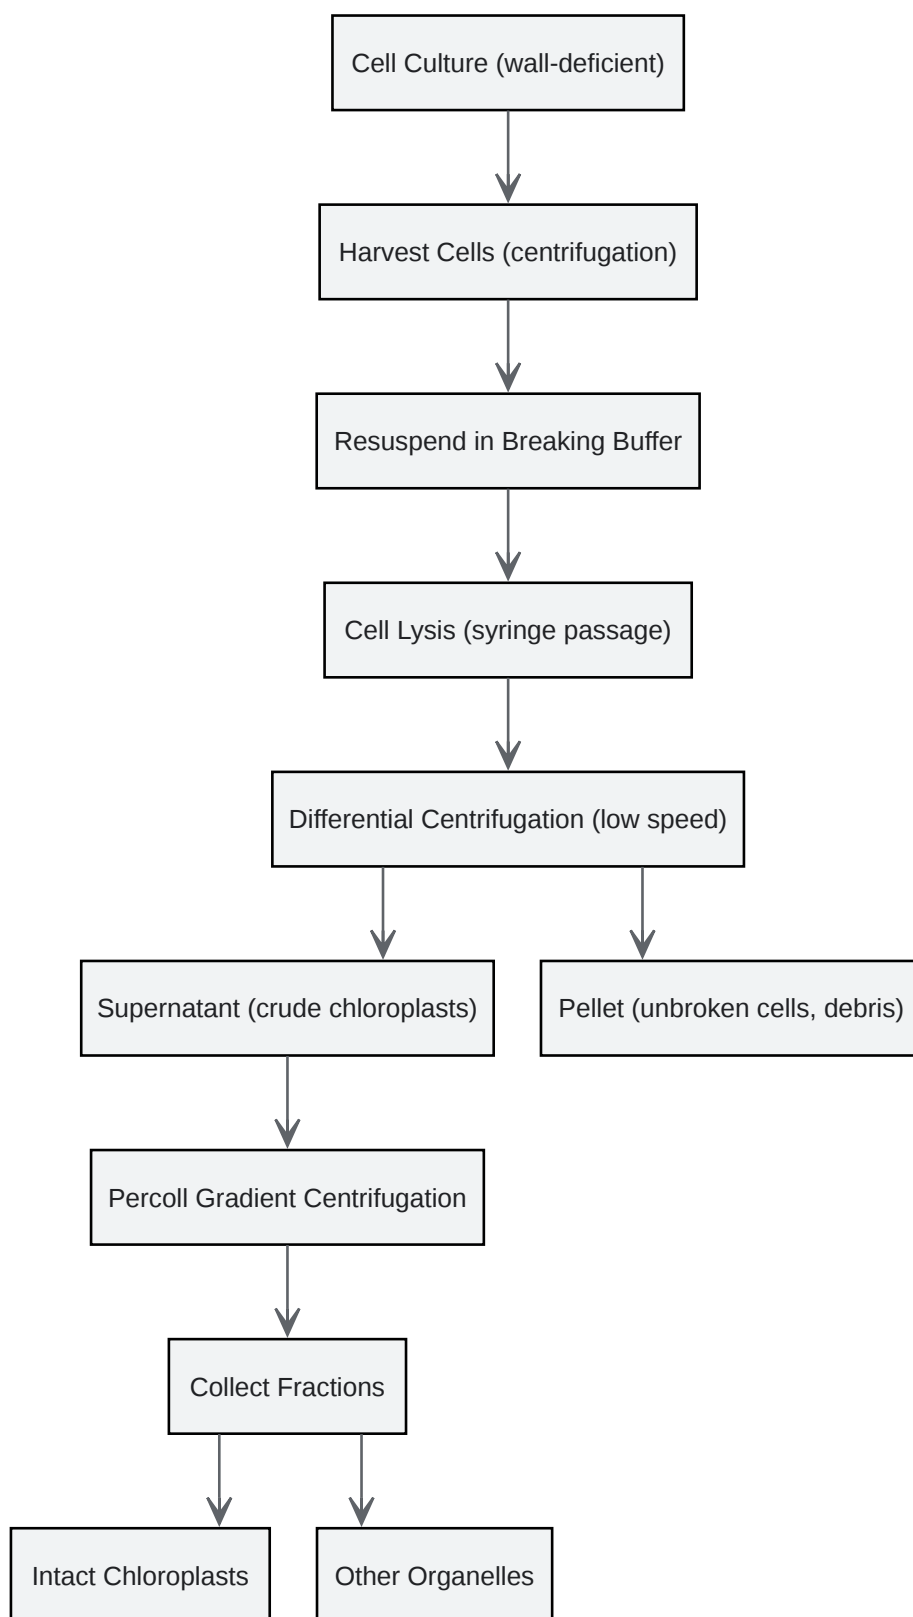 Cell Culture (wall-deficient)
Harvest Cells (centrifugation)
Resuspend in Breaking Buffer
Cell Lysis (syringe passage)
Differential Centrifugation (low speed)
Supernatant (crude chloroplasts)
Pellet (unbroken cells, debris)
Percoll Gradient Centrifugation
Collect Fractions
Intact Chloroplasts
Other Organelles